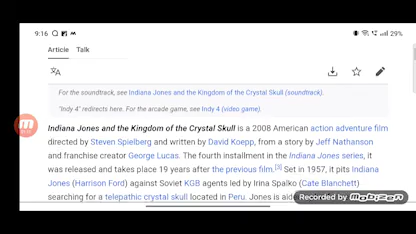 9:16 29%
Article Talk
For the soundtrack, see Indiana Jones and the Kingdom of the Crystal Skull (soundtrack).
"Indy 4" redirects here. For the arcade game, see Indy 4 (video game).
Indiana Jones and the Kingdom of the Crystal Skull is a 2008 American action adventure film
directed by Steven Spielberg and written by David Koepp, from a story by Jeff Nathanson
and franchise creator George Lucas. The fourth installment in the Indiana Jones series, it
was released and takes place 19 years after the previous film.[3] Set in 1957, it pits Indiana
Jones (Harrison Ford) against Soviet KGB agents led by Irina Spalko (Cate Blanchett)
searching for a telepathic crystal skull located in Peru. Jones is aide
Recorded by Mobizen